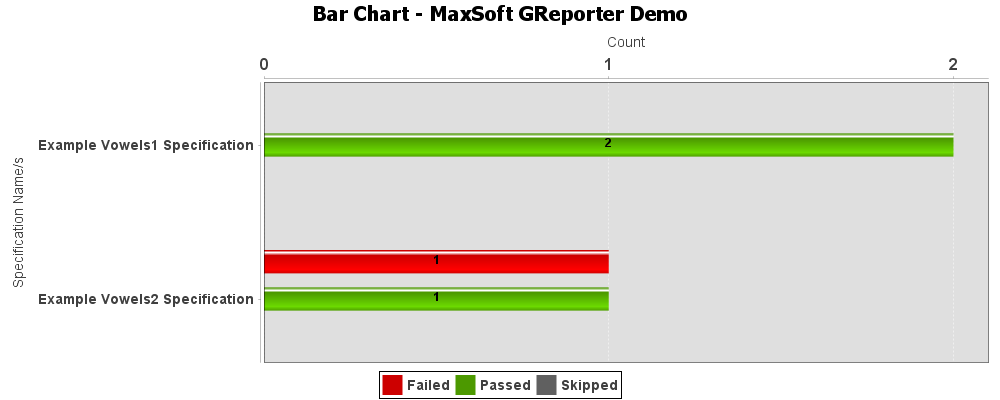 Bar Chart - MaxSoft GReporter Demo
Count
0 1 2
Specification Name/s
Example Vowels1 Specification
2
1
Example Vowels2 Specification
1
Failed Passed Skipped